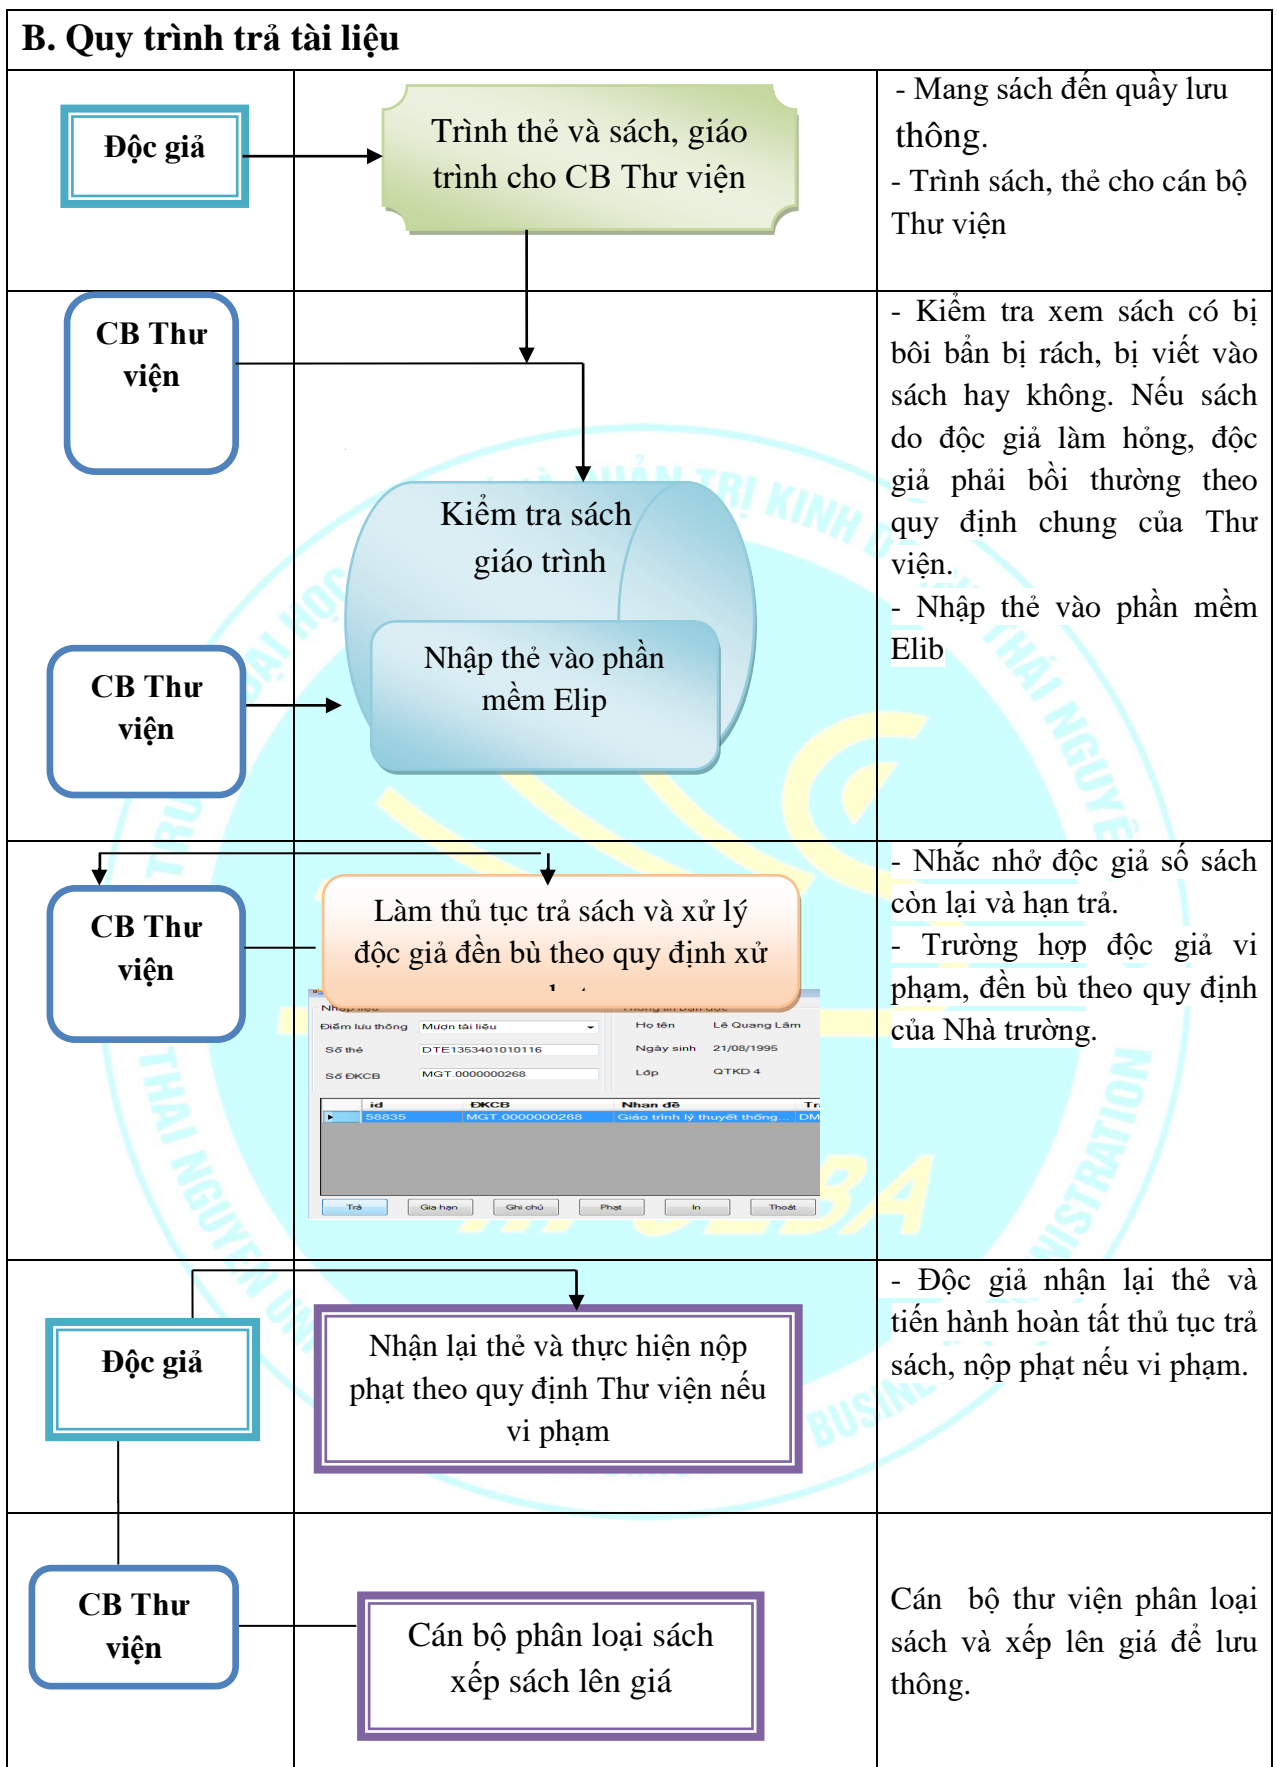 B. Quy trình trả tài liệu
Độc giả
Trình thẻ và sách, giáo
trình cho CB Thư viện
- Mang sách đến quầy lưu
thông.
- Trình sách, thẻ cho cán bộ
Thư viện
CB Thư
viện
Kiểm tra sách
giáo trình
CB Thư
viện
Nhập thẻ vào phần
mềm Elip
- Kiểm tra xem sách có bị
bôi bẩn bị rách, bị viết vào
sách hay không. Nếu sách
do độc giả làm hỏng, độc
giả phải bồi thường theo
quy định chung của Thư
viện.
- Nhập thẻ vào phần mềm
Elib
CB Thư
viện
Làm thủ tục trả sách và xử lý
độc giả đền bù theo quy định xử
Điểm lưu thông Mượn tài liệu Họ tên Lê Quang Lâm
Số thẻ DTE1353401010116 Ngày sinh 21/08/1995
Số ĐKCB MGT.0000000268 Lớp QTKD 4
id ĐKCB Nhan đề
58835 MGT.0000000268 Giáo trình lý thuyết thống... DM
Trả Gia hạn Ghi chú Phạt In Thoát
- Nhắc nhở độc giả số sách
còn lại và hạn trả.
- Trường hợp độc giả vi
phạm, đền bù theo quy định
của Nhà trường.
Độc giả
Nhận lại thẻ và thực hiện nộp
phạt theo quy định Thư viện nếu
vi phạm
- Độc giả nhận lại thẻ và
tiến hành hoàn tất thủ tục trả
sách, nộp phạt nếu vi phạm.
CB Thư
viện
Cán bộ phân loại sách
xếp sách lên giá
Cán bộ thư viện phân loại
sách và xếp lên giá để lưu
thông.